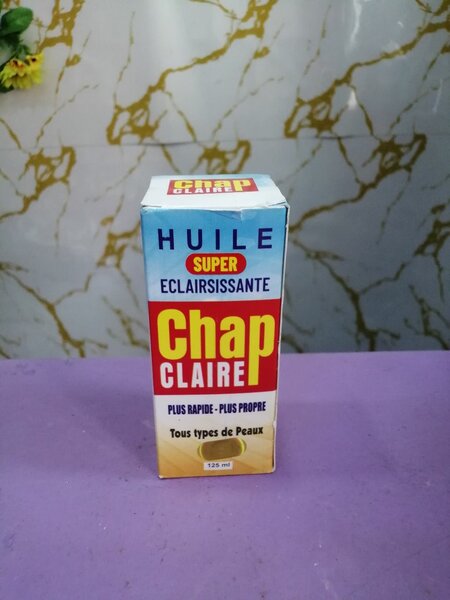 Chap
CLAIRE
HUILE
SUPER
ECLAIRSISSANTE
Chap
CLAIRE
PLUS RAPIDE - PLUS PROPRE
Tous types de Peaux
125 ml